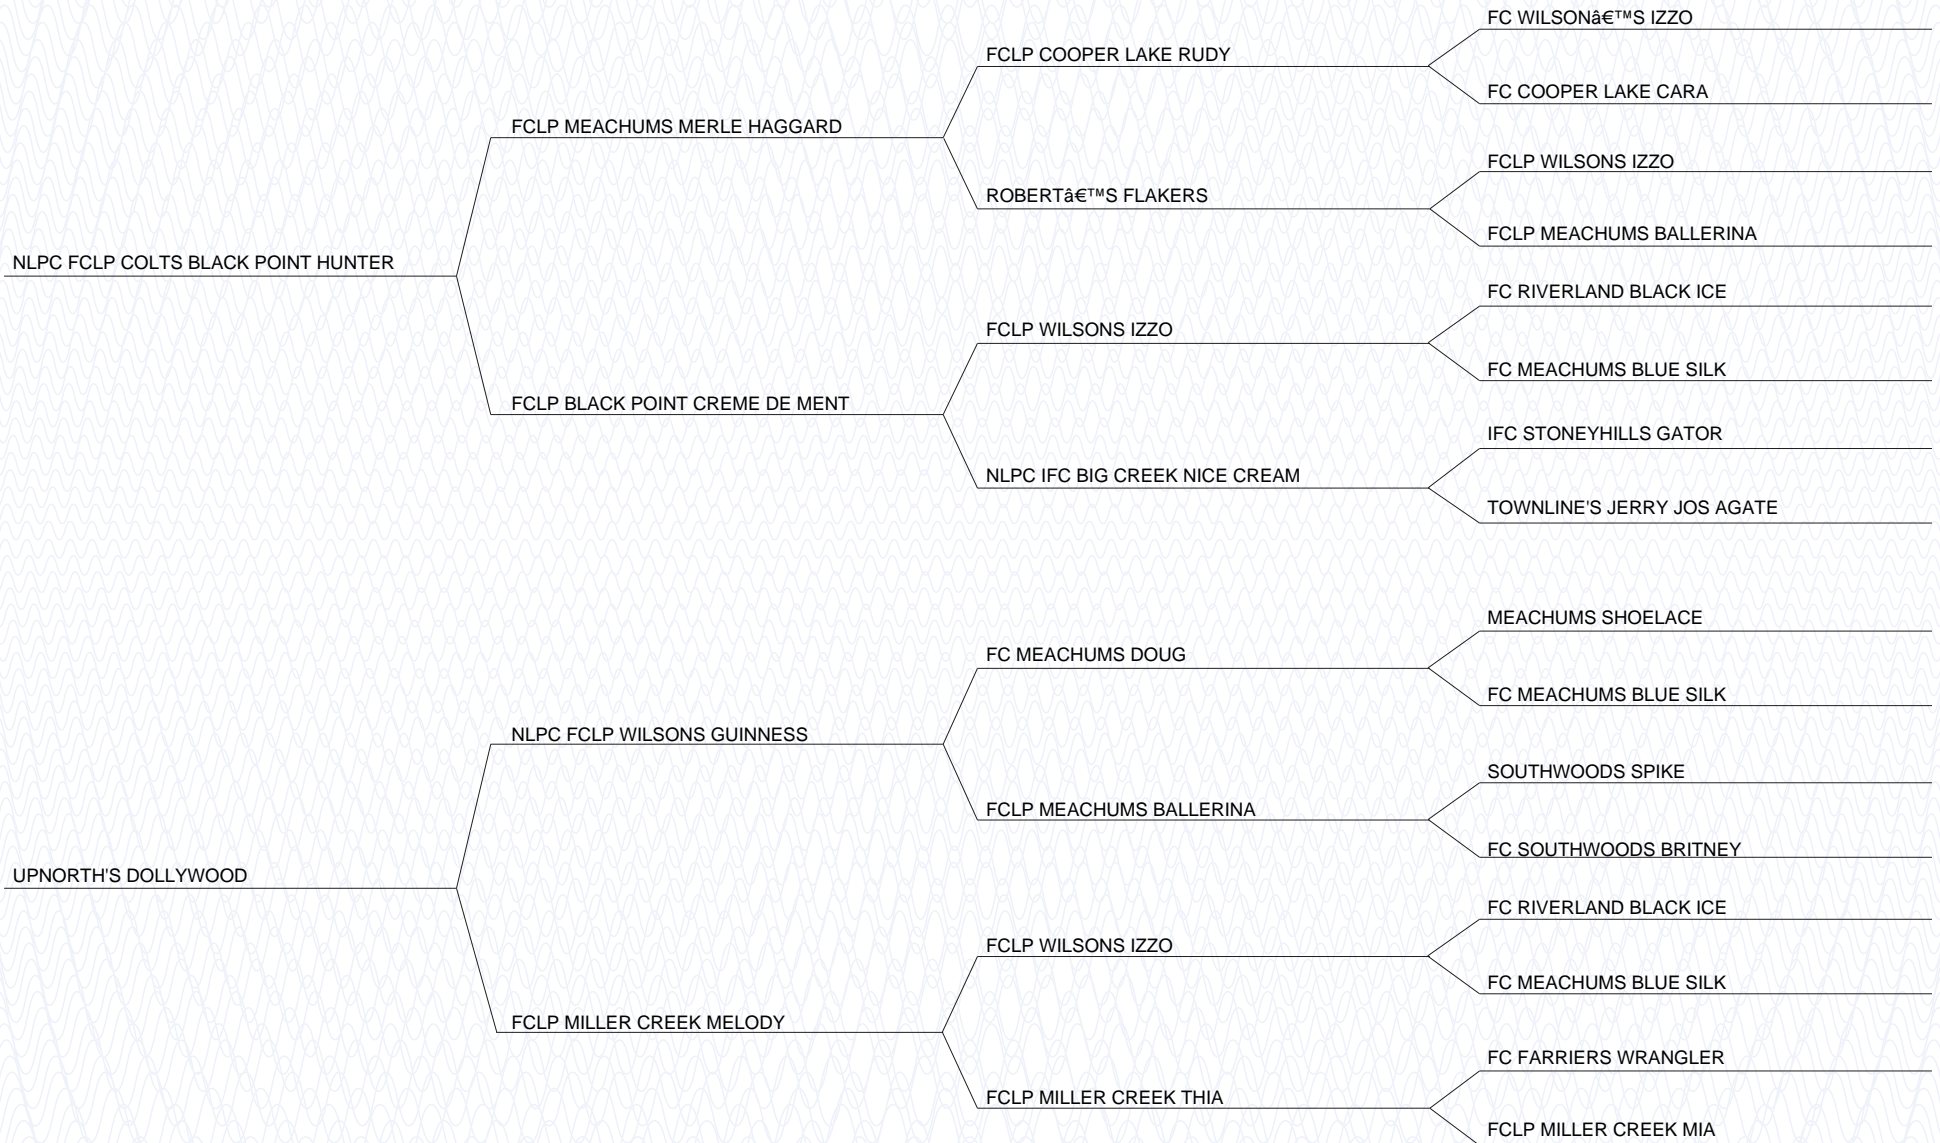 FC WILSON’S IZZO
FCLP COOPER LAKE RUDY
FC COOPER LAKE CARA
FCLP MEACHUMS MERLE HAGGARD
FCLP WILSONS IZZO
ROBERT’S FLAKERS
FCLP MEACHUMS BALLERINA
NLPC FCLP COLTS BLACK POINT HUNTER
FC RIVERLAND BLACK ICE
FCLP WILSONS IZZO
FC MEACHUMS BLUE SILK
FCLP BLACK POINT CREME DE MENT
IFC STONEYHILLS GATOR
NLPC IFC BIG CREEK NICE CREAM
TOWNLINE'S JERRY JOS AGATE
MEACHUMS SHOELACE
FC MEACHUMS DOUG
FC MEACHUMS BLUE SILK
NLPC FCLP WILSONS GUINNESS
SOUTHWOODS SPIKE
FCLP MEACHUMS BALLERINA
FC SOUTHWOODS BRITNEY
UPNORTH'S DOLLYWOOD
FC RIVERLAND BLACK ICE
FCLP WILSONS IZZO
FC MEACHUMS BLUE SILK
FCLP MILLER CREEK MELODY
FC FARRIERS WRANGLER
FCLP MILLER CREEK THIA
FCLP MILLER CREEK MIA